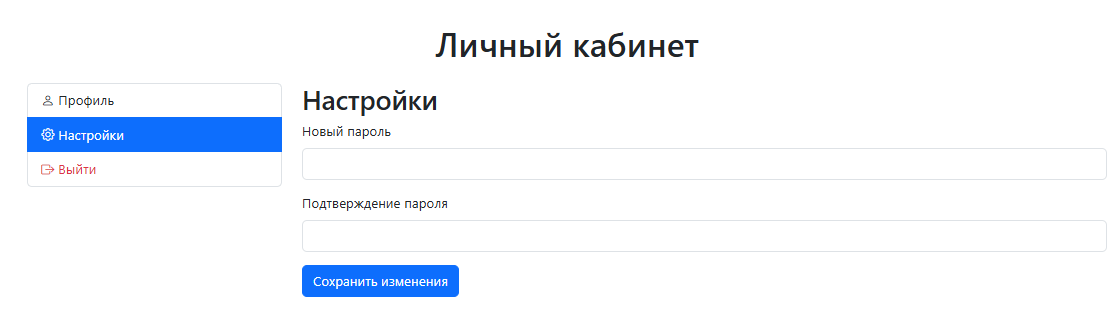 Личный кабинет
Профиль
Настройки
Выйти
Настройки
Новый пароль
Подтверждение пароля
Сохранить изменения